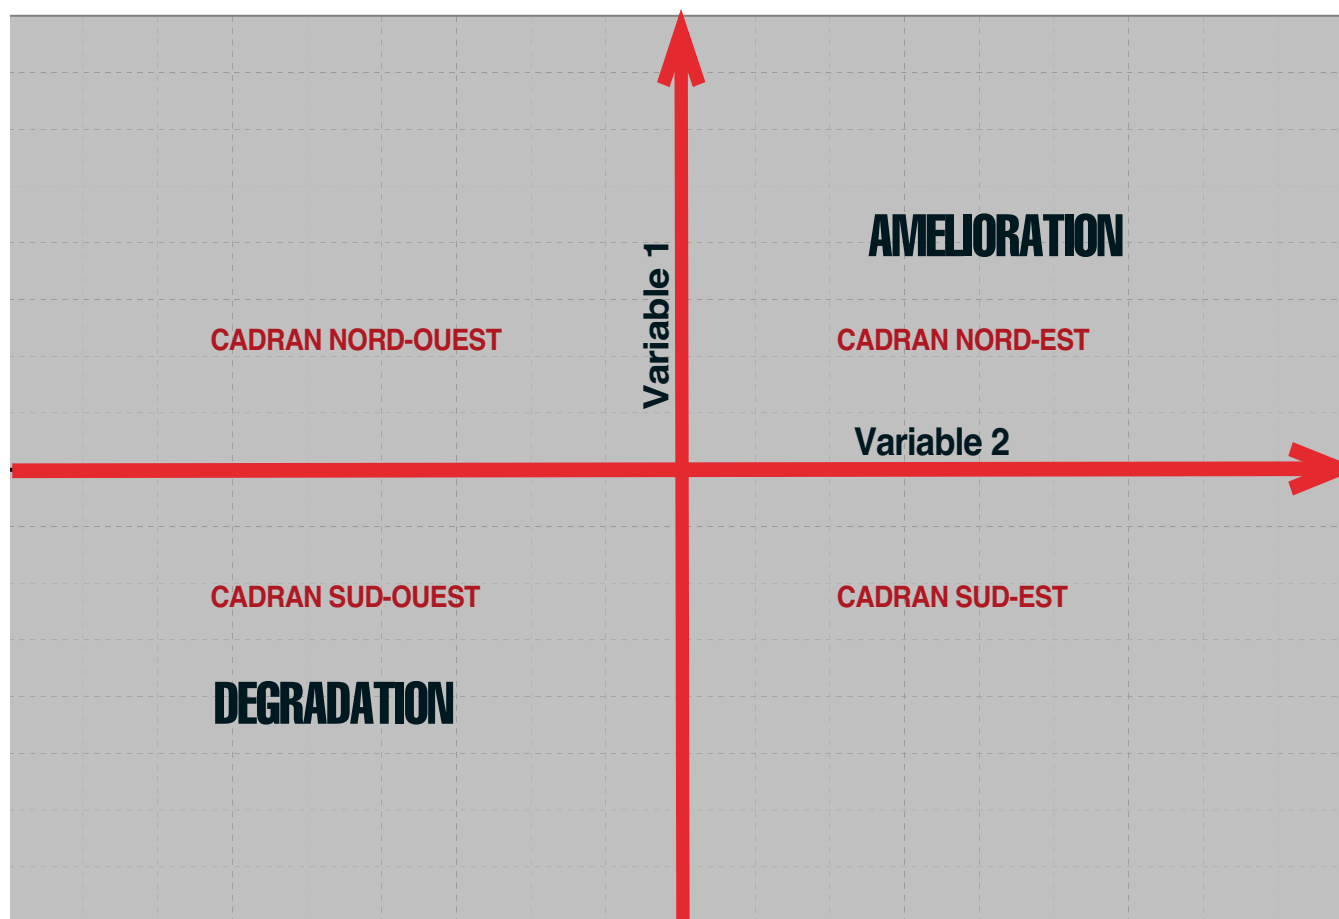 AMELIORATION
Variable 1
CADRAN NORD-OUEST
CADRAN NORD-EST
Variable 2
CADRAN SUD-OUEST
CADRAN SUD-EST
DEGRADATION